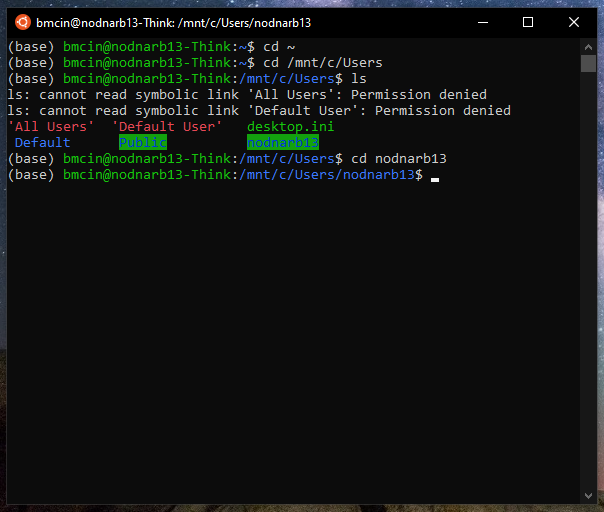 bmcin@nodnarb13-Think: /mnt/c/Users/nodnarb13
(base) bmcin@nodnarb13-Think:~$ cd ~
(base) bmcin@nodnarb13-Think:~$ cd /mnt/c/Users
(base) bmcin@nodnarb13-Think:/mnt/c/Users$ ls
ls: cannot read symbolic link 'All Users': Permission denied
ls: cannot read symbolic link 'Default User': Permission denied
'All Users'  'Default User'   desktop.ini
 Default      Public          nodnarb13
(base) bmcin@nodnarb13-Think:/mnt/c/Users$ cd nodnarb13
(base) bmcin@nodnarb13-Think:/mnt/c/Users/nodnarb13$